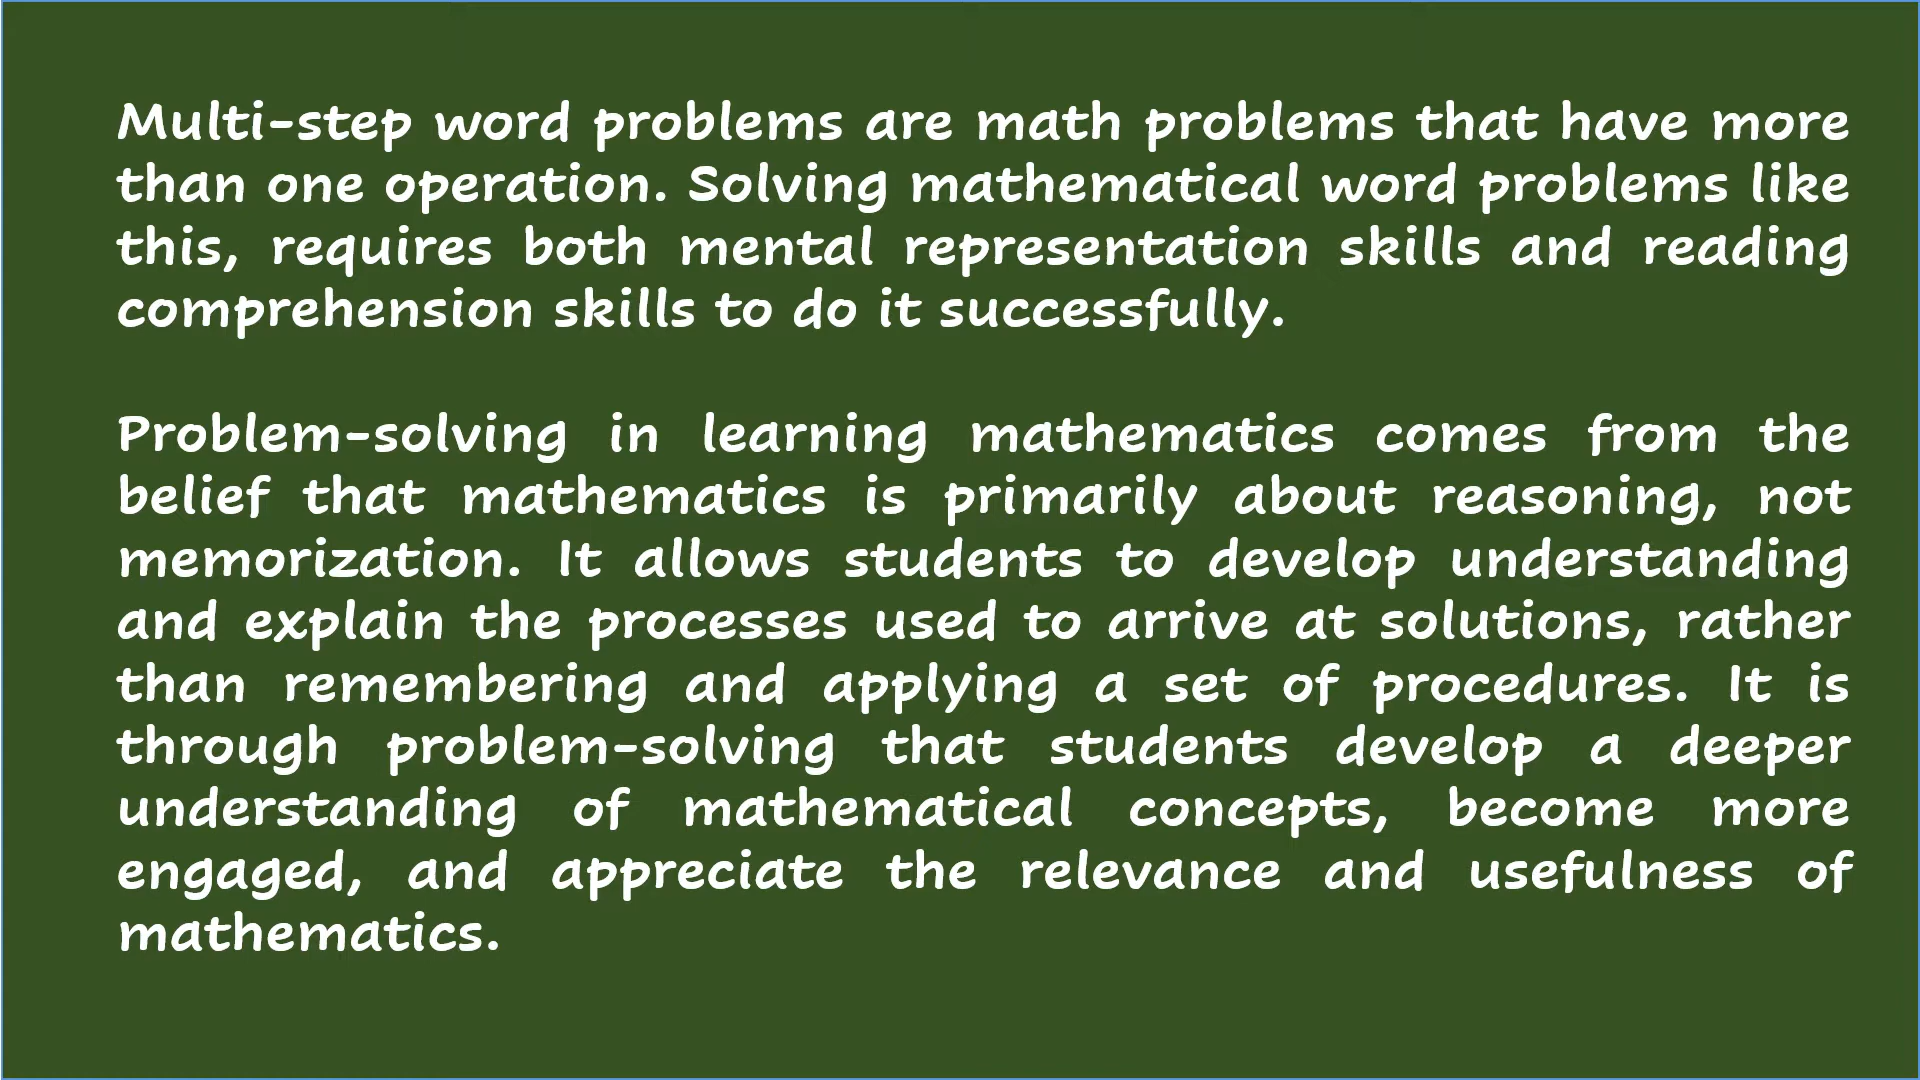 Multi-step word problems are math problems that have more
than one operation. Solving mathematical word problems like
this, requires both mental representation skills and reading
comprehension skills to do it successfully.
Problem-solving in learning mathematics comes from the
belief that mathematics is primarily about reasoning, not
memorization. It allows students to develop understanding
and explain the processes used to arrive at solutions, rather
than remembering and applying a set of procedures. It is
through problem-solving that students develop a deeper
understanding of mathematical concepts, become more
engaged, and appreciate the relevance and usefulness of
mathematics.